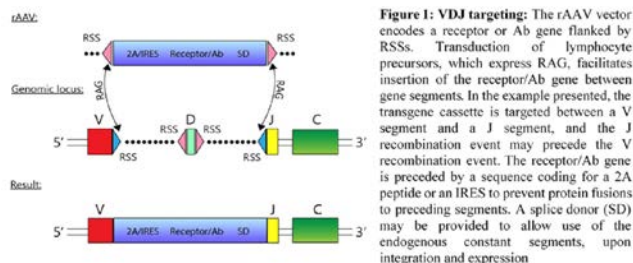 rAAV:
RSS
RSS
2A/IRES Receptor/Ab SD
RAG
RAG
Genomic locus:
V
D
J
C
5'
3'
RSS
RSS
RSS
RSS
Result:
V
J
C
5'
2A/IRES Receptor/Ab SD
3'
Figure 1: VDJ targeting: The rAAV vector
encodes a receptor or Ab gene flanked by
RSSs. Transduction of lymphocyte
precursors, which express RAG, facilitates
insertion of the receptor/Ab gene between
gene segments. In the example presented, the
transgene cassette is targeted between a V
segment and a J segment, and the J
recombination event may precede the V
recombination event. The receptor/Ab gene
is preceded by a sequence coding for a 2A
peptide or an IRES to prevent protein fusions
to preceding segments. A splice donor (SD)
may be provided to allow use of the
endogenous constant segments, upon
integration and expression